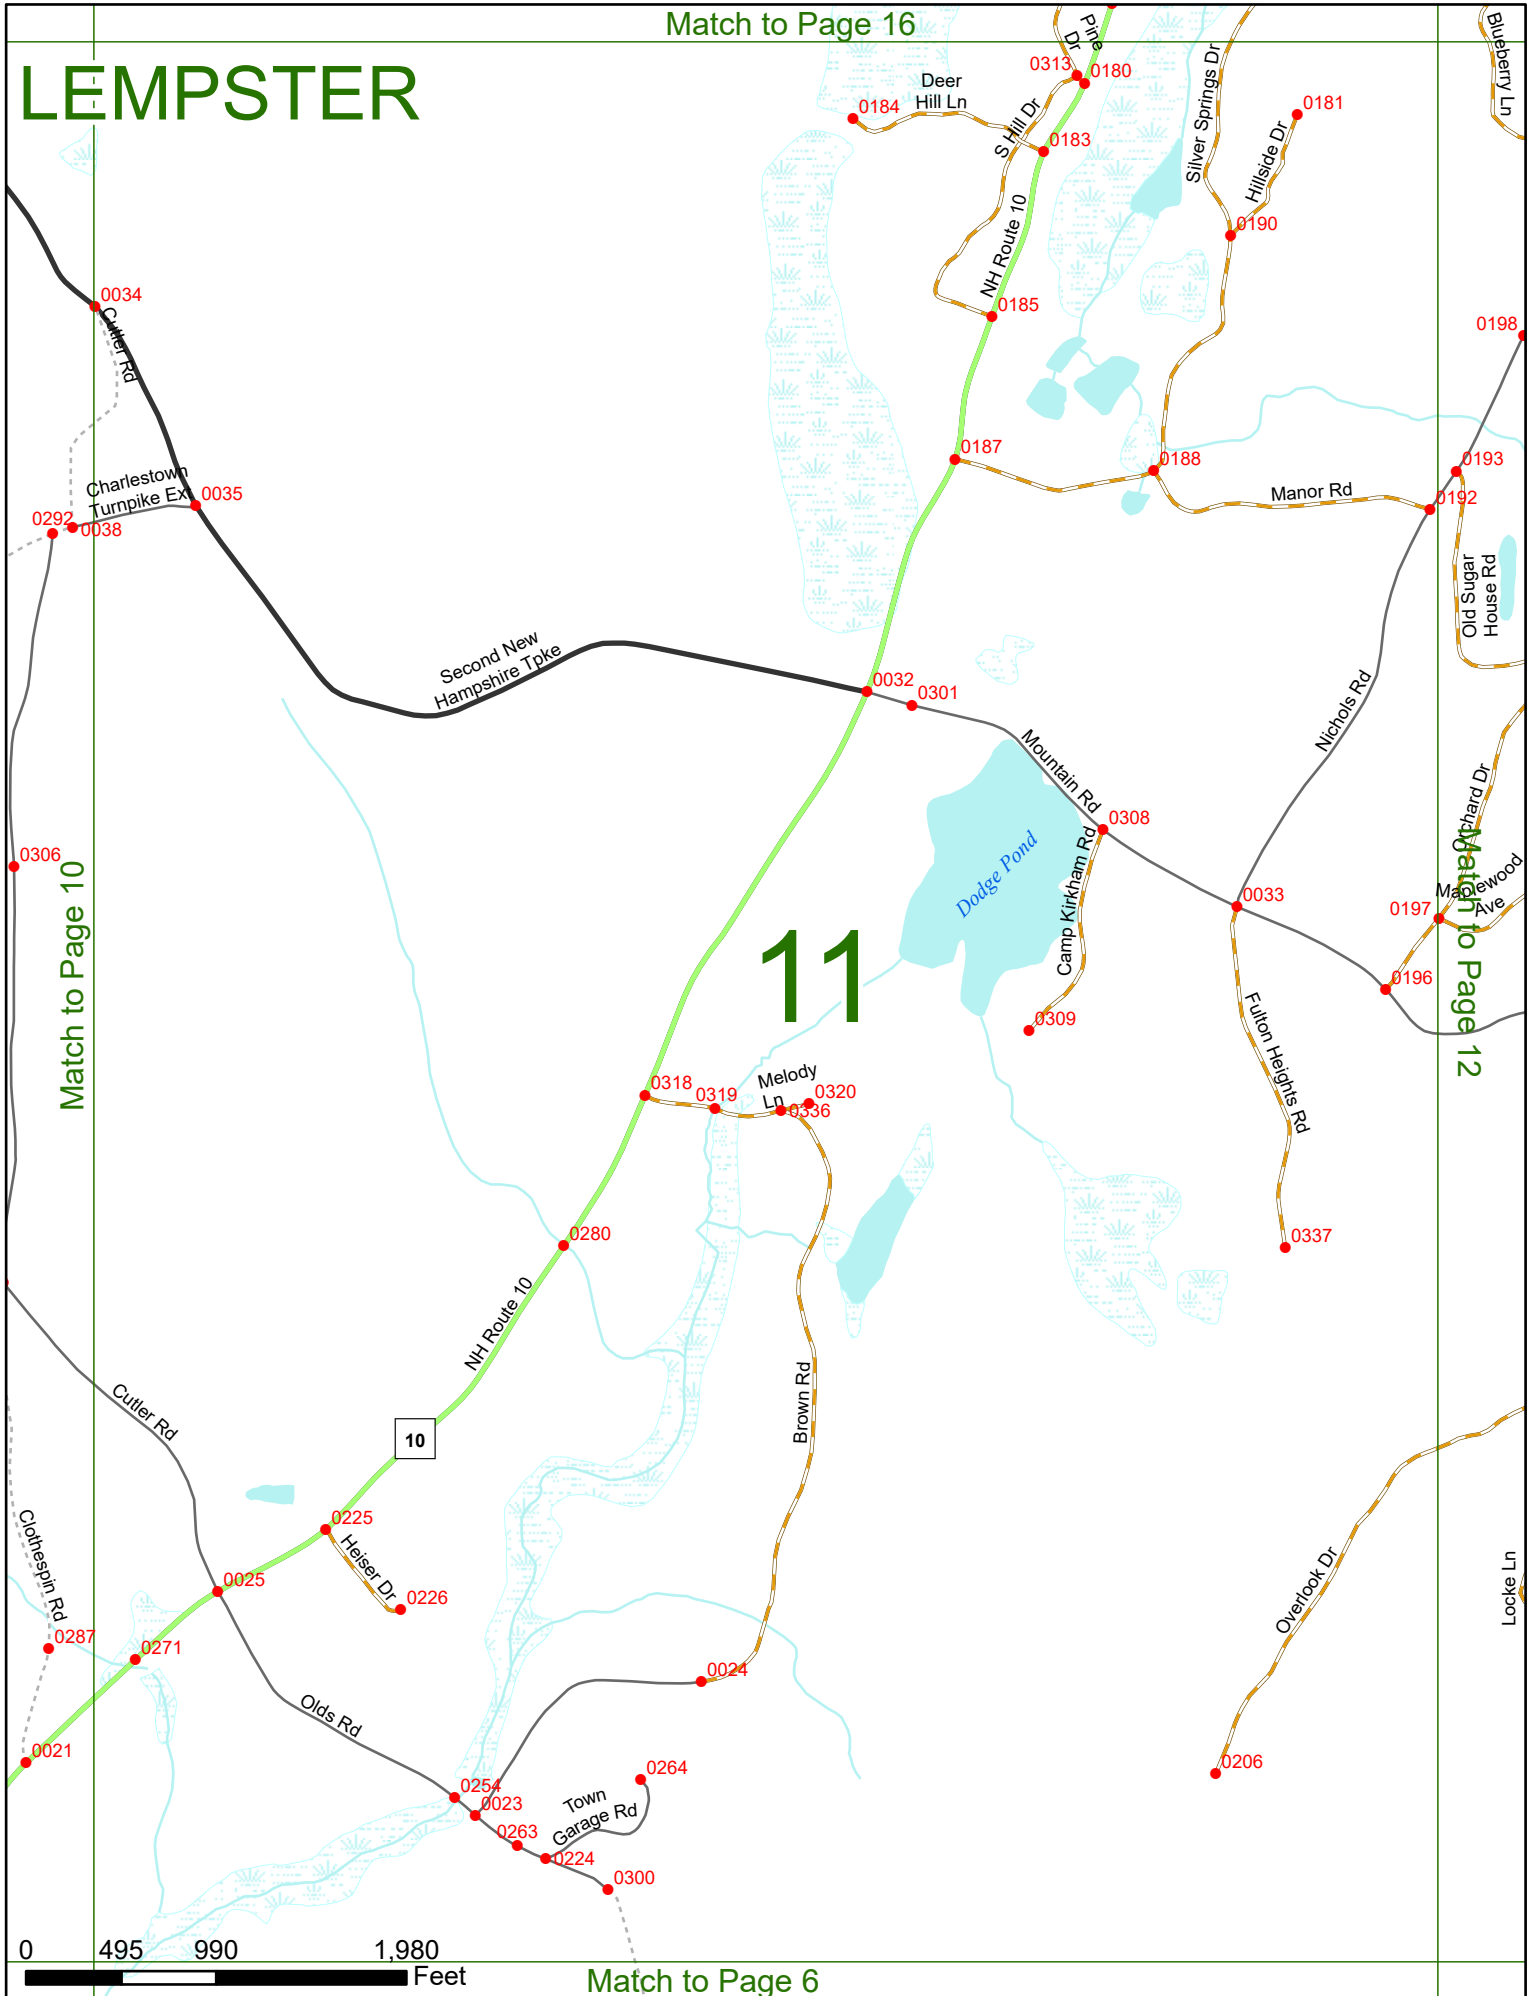 Match to Page 16
LEMPSTER
Pine
Dr
Blueberry Ln
0313
0180
Deer
Hill Ln
0184
S Hill Dr
0183
Silver Springs Dr
0181
Hillside Dr
0190
NH Route 10
0185
0034
Cutler Rd
0198
0187
0188
0193
Manor Rd
0192
Charlestown
Turnpike Ext
0035
0292
0038
Old Sugar
House Rd
Second New
Hampshire Tpke
0032
0301
Nichols Rd
Mountain Rd
0308
Orchard Dr
0306
Match to Page 10
Dodge Pond
Camp Kirkham Rd
0033
Maplewood
Ave
0197
Match to Page 12
11
0196
0309
Fulton Heights Rd
0318
0319
Melody
Ln
0320
0336
0280
0337
NH Route 10
Brown Rd
Cutler Rd
10
Clothespin Rd
0225
Heiser Dr
0226
0025
Overlook Dr
Locke Ln
0287
0271
0024
Olds Rd
0021
0264
0206
0254
0023
Town
Garage Rd
0263
0224
0300
0 495 990 1,980
Feet
Match to Page 6